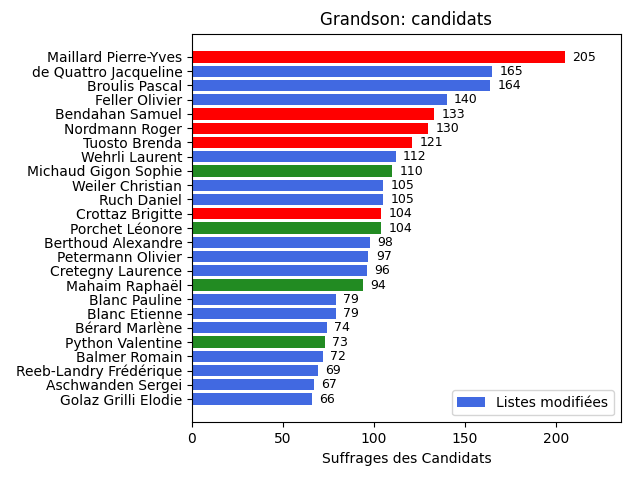 Grandson: candidats
Maillard Pierre-Yves 205
de Quattro Jacqueline 165
Broulis Pascal 164
Feller Olivier 140
Bendahan Samuel 133
Nordmann Roger 130
Tuosto Brenda 121
Wehrli Laurent 112
Michaud Gigon Sophie 110
Weiler Christian 105
Ruch Daniel 105
Crottaz Brigitte 104
Porchet Léonore 104
Berthoud Alexandre 98
Petermann Olivier 97
Cretegny Laurence 96
Mahaim Raphaël 94
Blanc Pauline 79
Blanc Etienne 79
Bérard Marlène 74
Python Valentine 73
Balmer Romain 72
Reeb-Landry Frédérique 69
Aschwanden Sergei 67
Golaz Grilli Elodie 66
Listes modifiées
0 50 100 150 200
Suffrages des Candidats